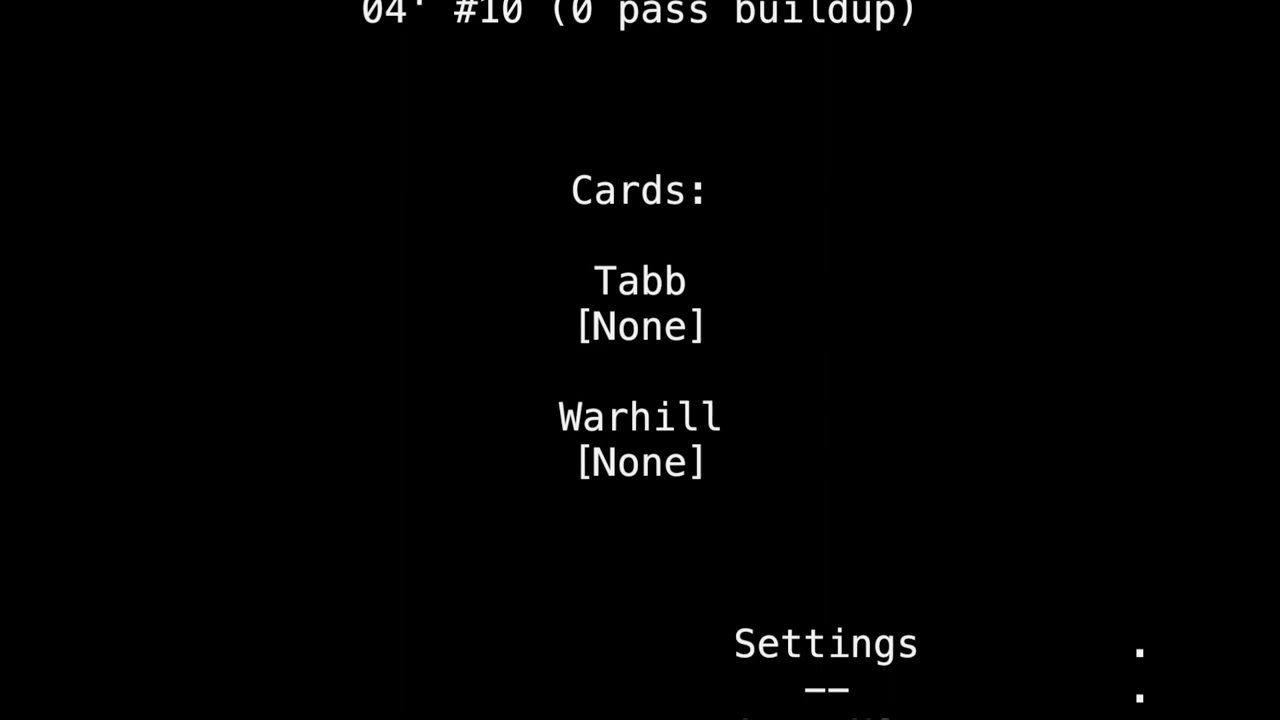 04' #10 (0 pass buildup)
Cards:
Tabb
[None]
Warhill
[None]
Settings .
-- .